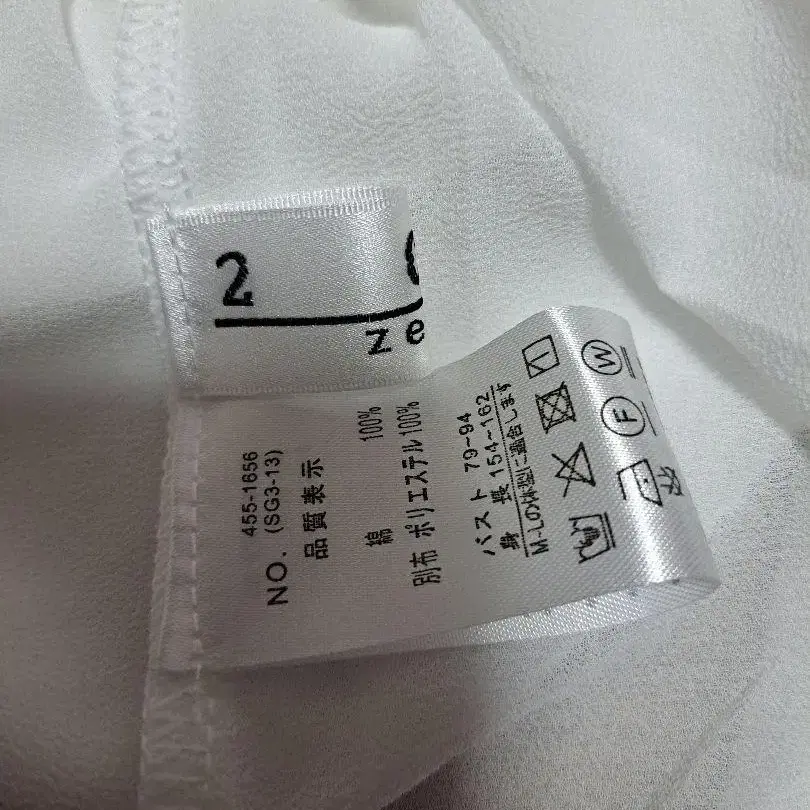 2
ze
NO. 455-1656
(SG3-13)
品質表示
綿 100%
別布 ポリエステル100%
バスト 79~94
身長 154~162
M-Lの体型に適合します
W
F